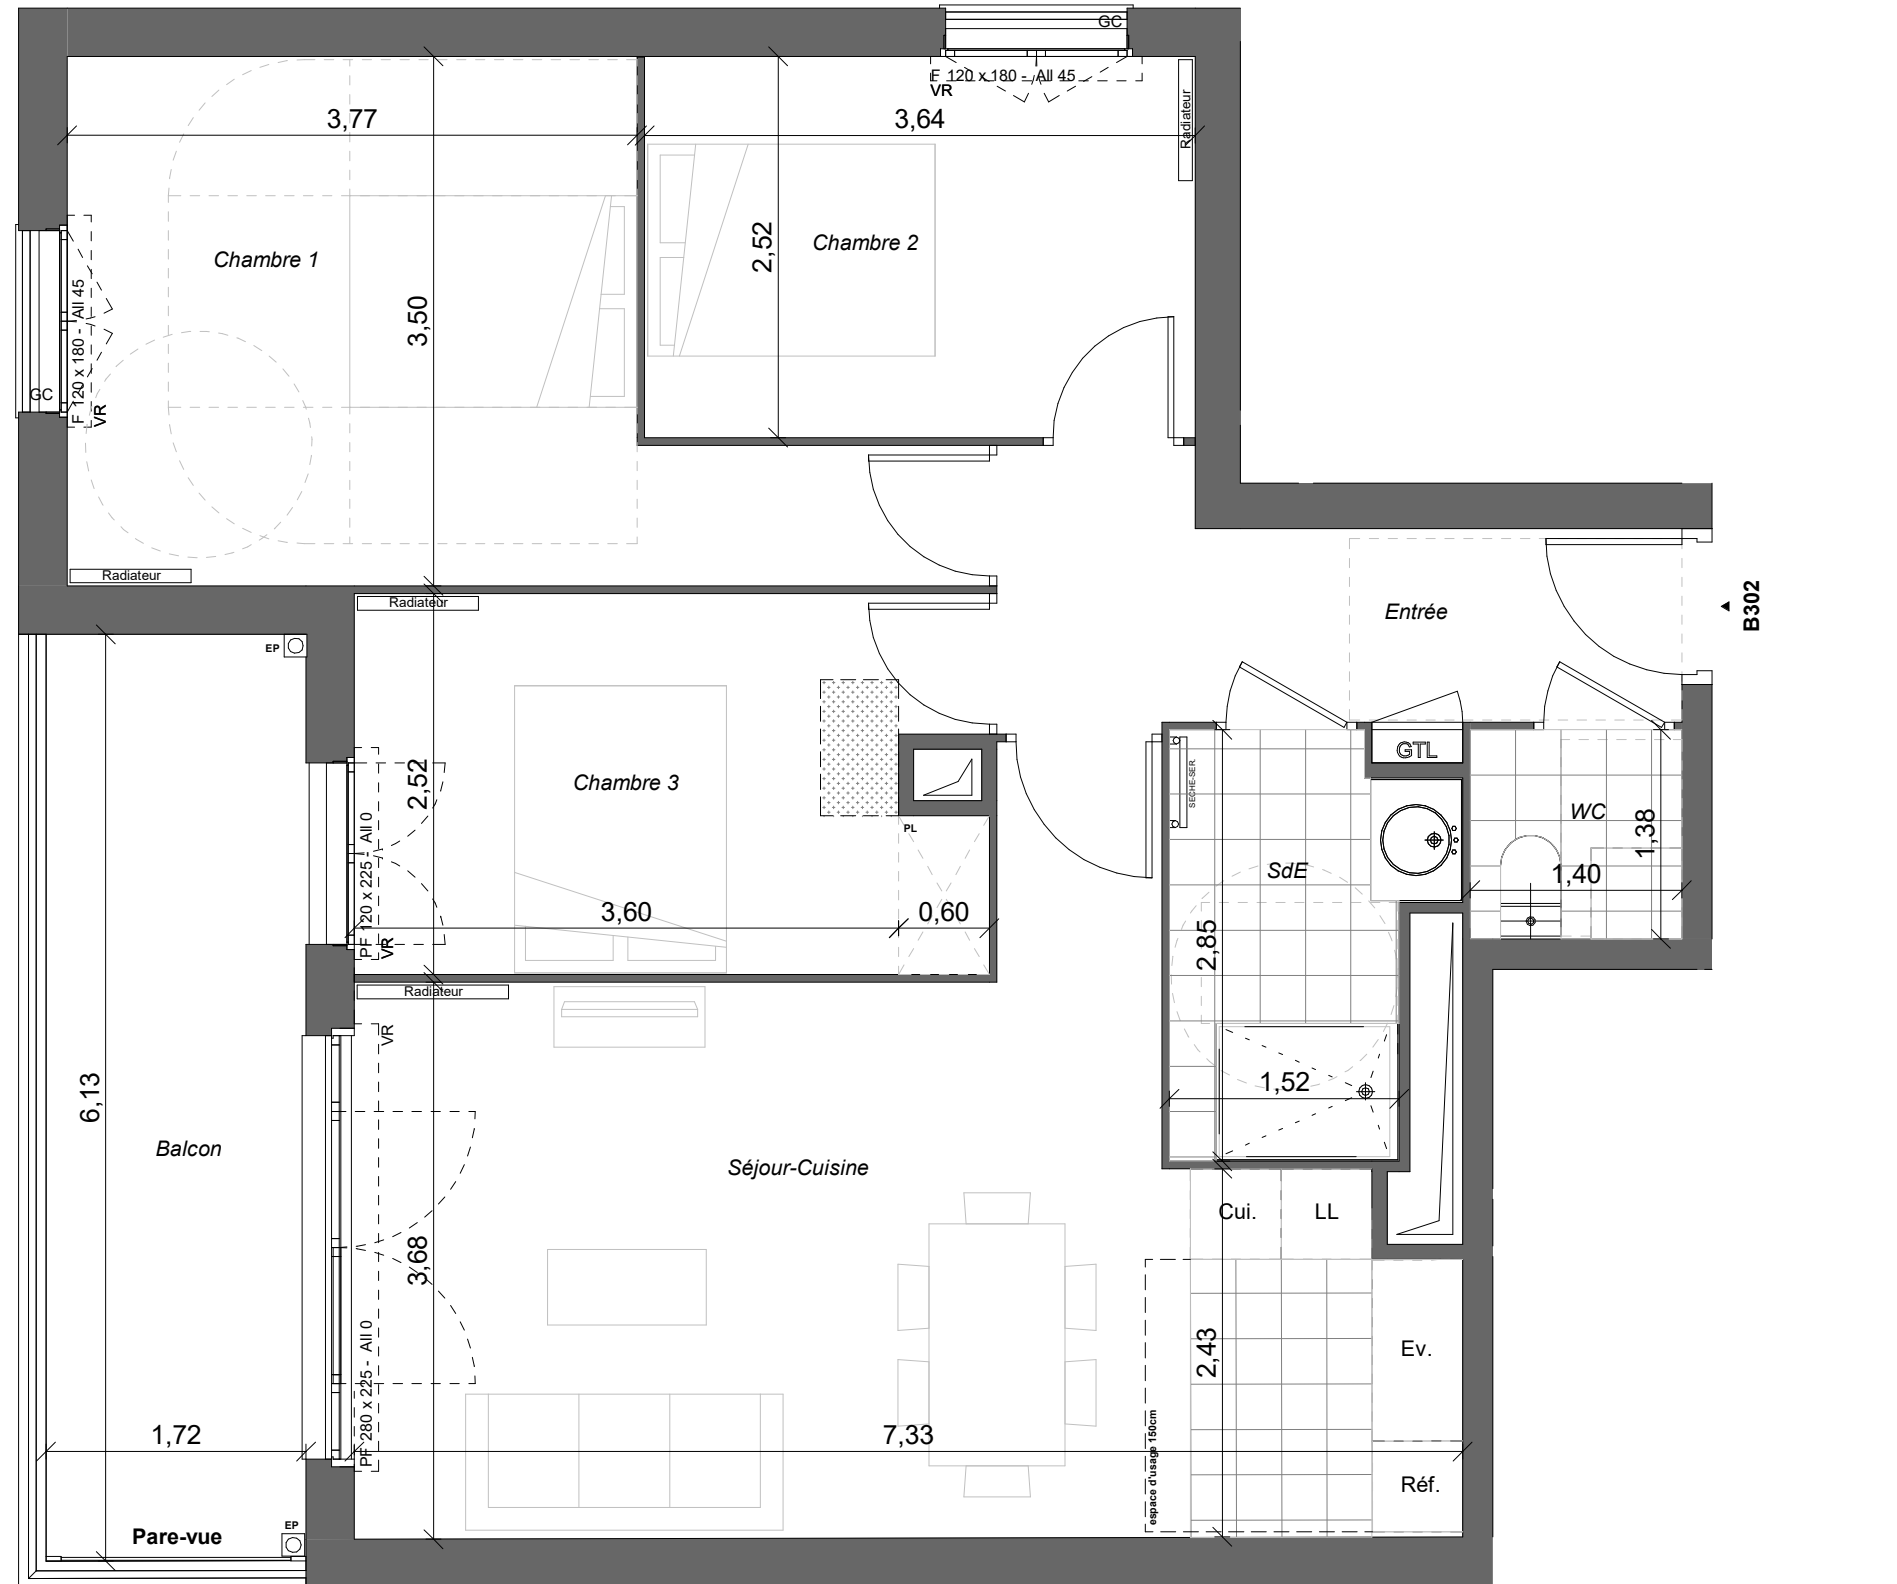 GC
F 120 x 180 - All 45
VR
Radiateur
3,77
3,64
Chambre 1
Chambre 2
2,52
3,50
F 120 x 180 - All 45
GC
VR
Radiateur
Radiateur
Entrée
B302
EP
GTL
SECHE-SER.
Chambre 3
2,52
PF 120 x 225 - All 0
VR
PL
WC
1,38
1,40
SdE
3,60
0,60
2,85
Radiateur
VR
6,13
Balcon
1,52
Séjour-Cuisine
Cui.
LL
3,68
2,43
Ev.
PF 280 x 225 - All 0
1,72
7,33
espace d'usage 150cm
Réf.
Pare-vue
EP